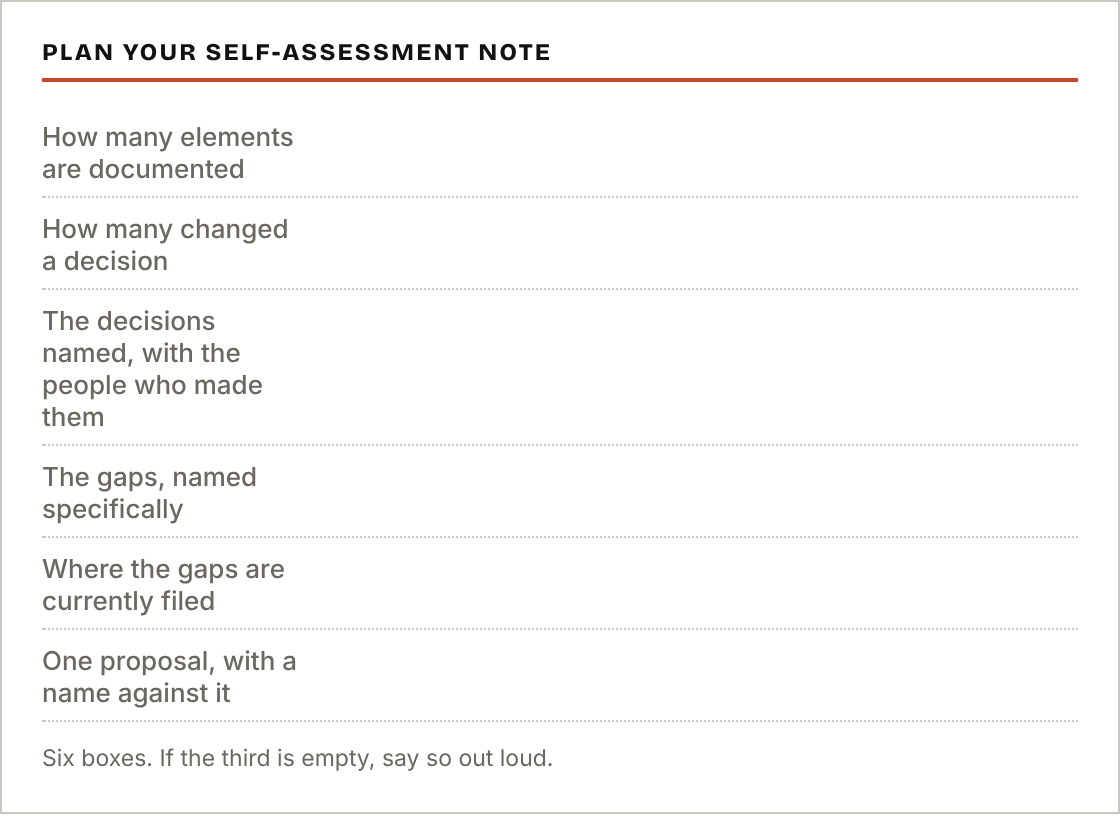 PLAN YOUR SELF-ASSESSMENT NOTE
How many elements
are documented
How many changed
a decision
The decisions
named, with the
people who made
them
The gaps, named
specifically
Where the gaps are
currently filed
One proposal, with a
name against it
Six boxes. If the third is empty, say so out loud.